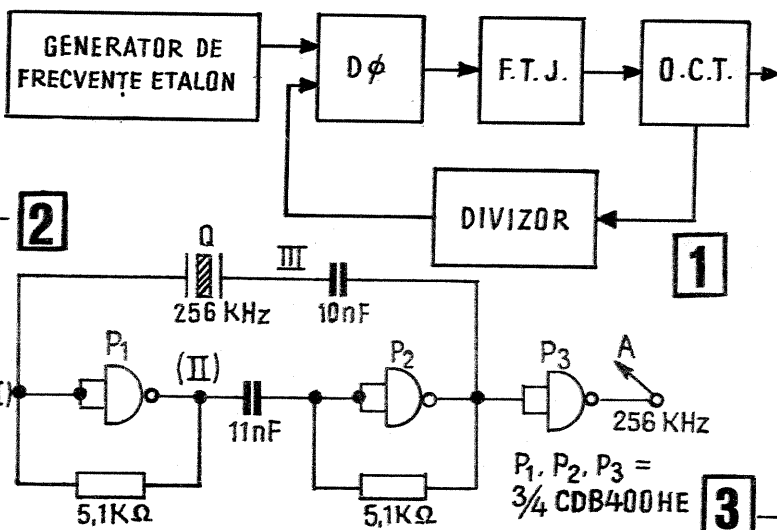 GENERATOR DE
FRECVENȚE ETALON
DΦ
F.T.J.
O.C.T.
DIVIZOR
1
2
Q
III
256 KHz
10nF
P1
(II)
P2
P3
A
I)
11nF
256 KHz
5,1KΩ
5,1KΩ
P1, P2, P3 =
3/4 CDB400HE
3